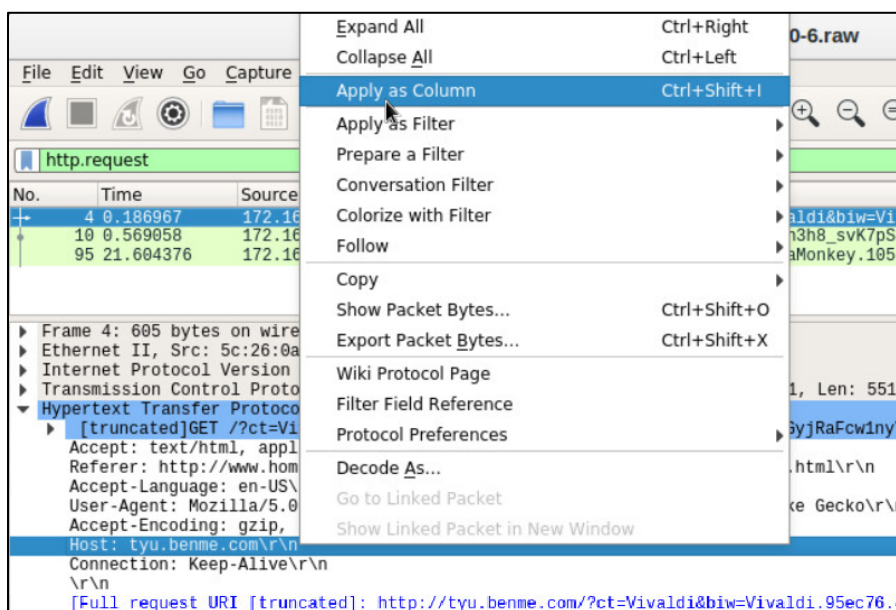 Expand All Ctrl+Right
0-6.raw
Collapse All Ctrl+Left
File Edit View Go Capture
Apply as Column Ctrl+Shift+I
Apply as Filter
http.request
Prepare a Filter
Conversation Filter
No. Time Source
Colorize with Filter
4 0.186967 172.16 aldi&biw=Vi
10 0.569058 172.16 n3h8_svK7pS
95 21.604376 172.16 aMonkey.105
Follow
Copy
Show Packet Bytes... Ctrl+Shift+O
Export Packet Bytes... Ctrl+Shift+X
Wiki Protocol Page
Filter Field Reference
Protocol Preferences
Decode As...
Go to Linked Packet
Show Linked Packet in New Window
Frame 4: 605 bytes on wire
Ethernet II, Src: 5c:26:0a
Internet Protocol Version
Transmission Control Proto 1, Len: 551
Hypertext Transfer Protoco
[truncated]GET /?ct=Vi GyjRaFcw1ny
Accept: text/html, appl
Referer: http://www.hom .html\r\n
Accept-Language: en-US\
User-Agent: Mozilla/5.0 ke Gecko\r\n
Accept-Encoding: gzip,
Host: tyu.benme.com\r\n
Connection: Keep-Alive\r\n
\r\n
[Full request URI [truncated]: http://tyu.benme.com/?ct=Vivaldi&biw=Vivaldi.95ec76.